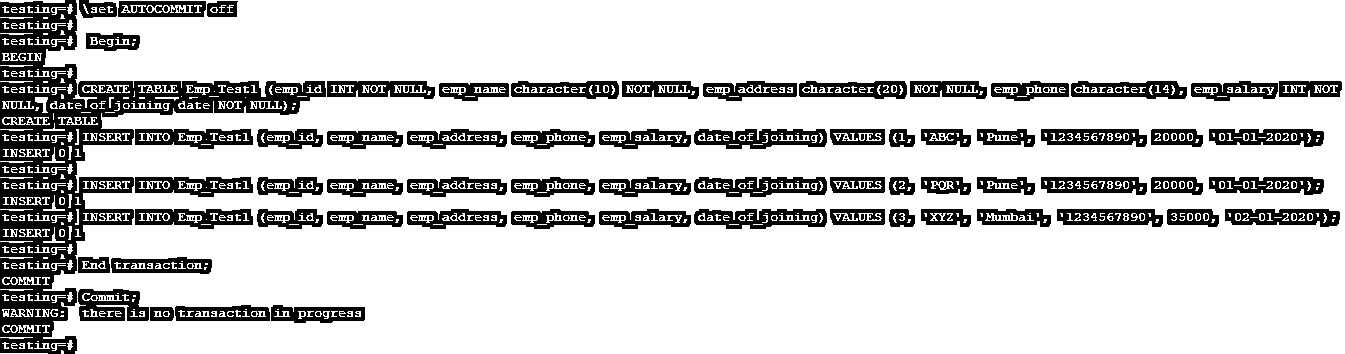 testing=# \set AUTOCOMMIT off
testing=#
testing=#  Begin;
BEGIN
testing=#
testing=# CREATE TABLE Emp_Test1 (emp_id INT NOT NULL, emp_name character(10) NOT NULL, emp_address character(20) NOT NULL, emp_phone character(14), emp_salary INT NOT
NULL, date_of_joining date NOT NULL);
CREATE TABLE
testing=# INSERT INTO Emp_Test1 (emp_id, emp_name, emp_address, emp_phone, emp_salary, date_of_joining) VALUES (1, 'ABC', 'Pune', '1234567890', 20000, '01-01-2020');
INSERT 0 1
testing=#
testing=# INSERT INTO Emp_Test1 (emp_id, emp_name, emp_address, emp_phone, emp_salary, date_of_joining) VALUES (2, 'PQR', 'Pune', '1234567890', 20000, '01-01-2020');
INSERT 0 1
testing=# INSERT INTO Emp_Test1 (emp_id, emp_name, emp_address, emp_phone, emp_salary, date_of_joining) VALUES (3, 'XYZ', 'Mumbai', '1234567890', 35000, '02-01-2020');
INSERT 0 1
testing=#
testing=# End transaction;
COMMIT
testing=# Commit;
WARNING:  there is no transaction in progress
COMMIT
testing=#